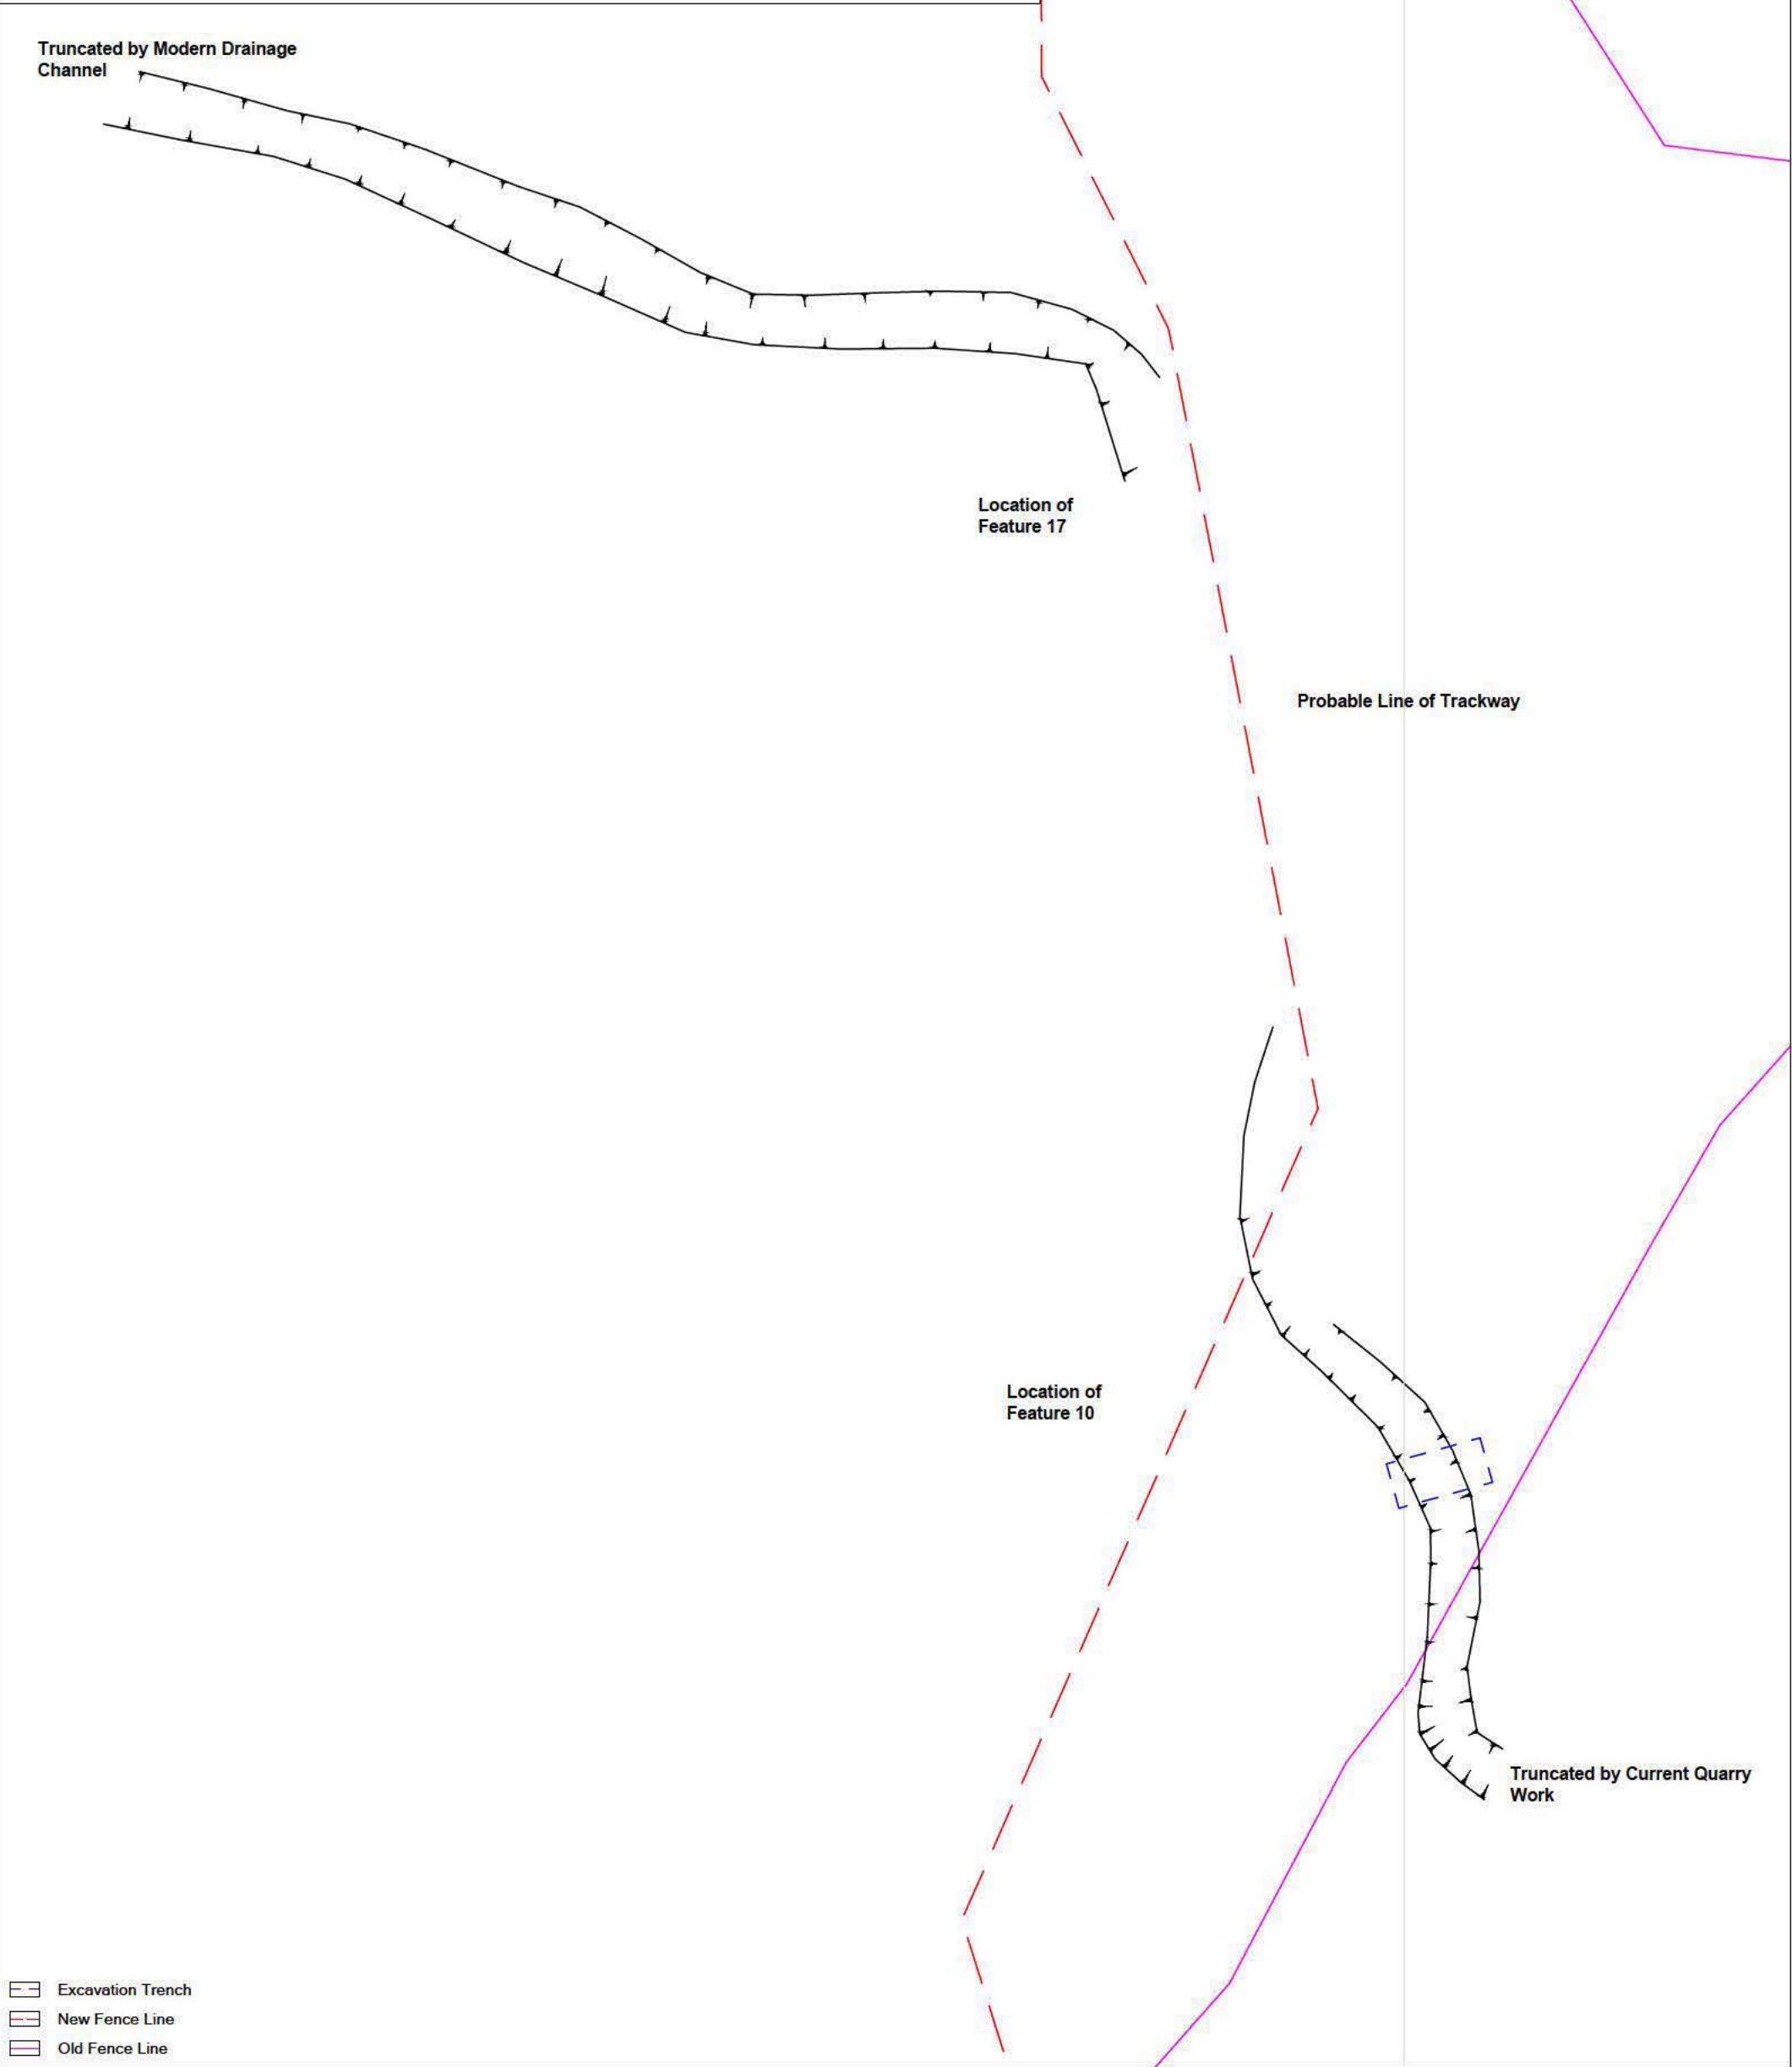 Truncated by Modern Drainage
Channel
Location of
Feature 17
Probable Line of Trackway
Location of
Feature 10
Truncated by Current Quarry
Work
Excavation Trench
New Fence Line
Old Fence Line